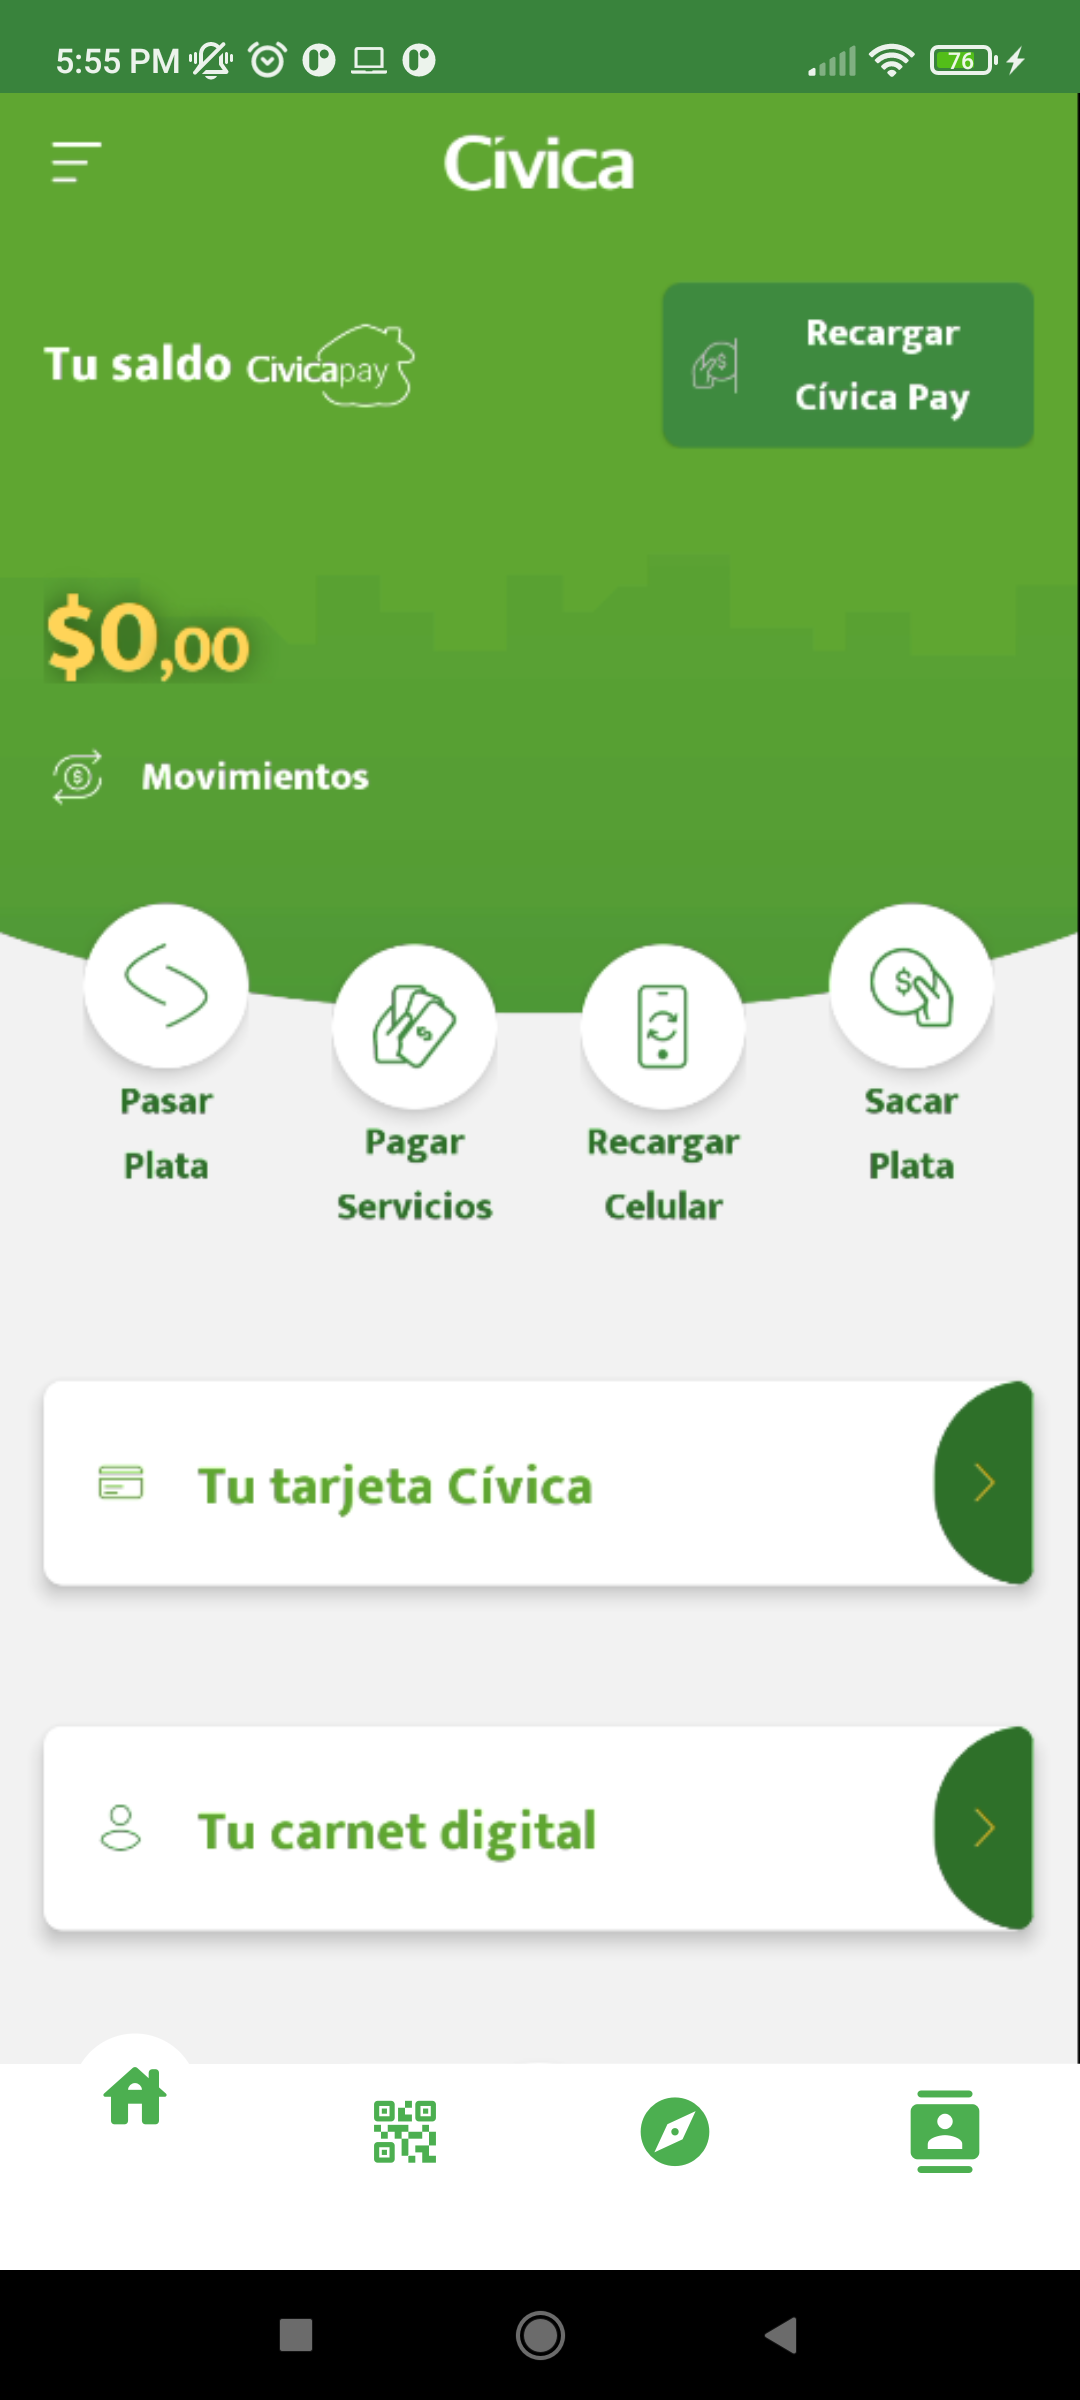 5:55 PM
76
Cívica
Tu saldo Cívicapay
Recargar
Cívica Pay
$0,00
Movimientos
Pasar
Plata
Pagar
Servicios
Recargar
Celular
Sacar
Plata
Tu tarjeta Cívica
Tu carnet digital